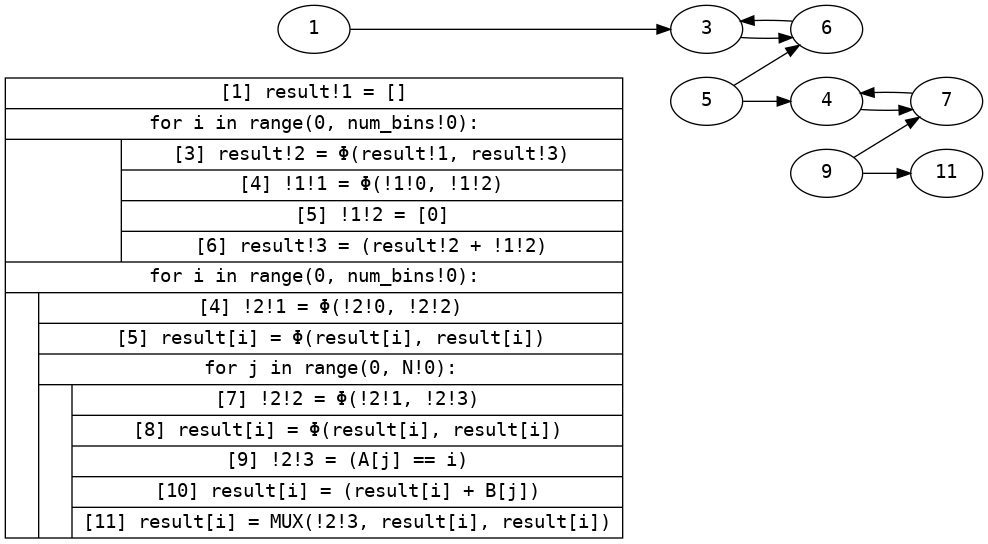 1
3
6
5
4
7
9
11
[1] result!1 = []
for i in range(0, num_bins!0):
[3] result!2 = Φ(result!1, result!3)
[4] !1!1 = Φ(!1!0, !1!2)
[5] !1!2 = [0]
[6] result!3 = (result!2 + !1!2)
for i in range(0, num_bins!0):
[4] !2!1 = Φ(!2!0, !2!2)
[5] result[i] = Φ(result[i], result[i])
for j in range(0, N!0):
[7] !2!2 = Φ(!2!1, !2!3)
[8] result[i] = Φ(result[i], result[i])
[9] !2!3 = (A[j] == i)
[10] result[i] = (result[i] + B[j])
[11] result[i] = MUX(!2!3, result[i], result[i])